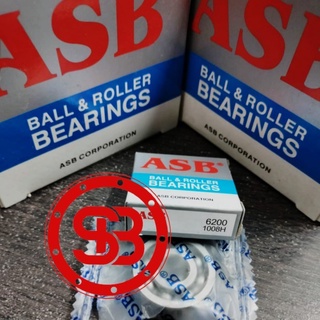 ASB
BALL & ROLLER
BEARINGS
ASB CORPORATION
ASB
BALL & ROLLER
BEARINGS
ASB CORPORATION
ASB
BALL & ROLLER
BEARINGS
ASB CORPORATION
ASB
6200
1008H
SBB
ASB